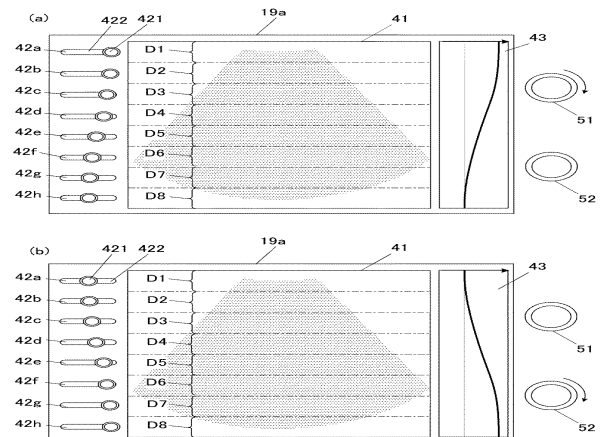 (a)
422 421 19a 41
42a D1 43
42b D2
42c D3
42d D4 51
42e D5
42f D6
42g D7
42h D8 52
(b)
421 422 19a 41
42a D1 43
42b D2
42c D3
42d D4 51
42e D5
42f D6
42g D7
42h D8 52